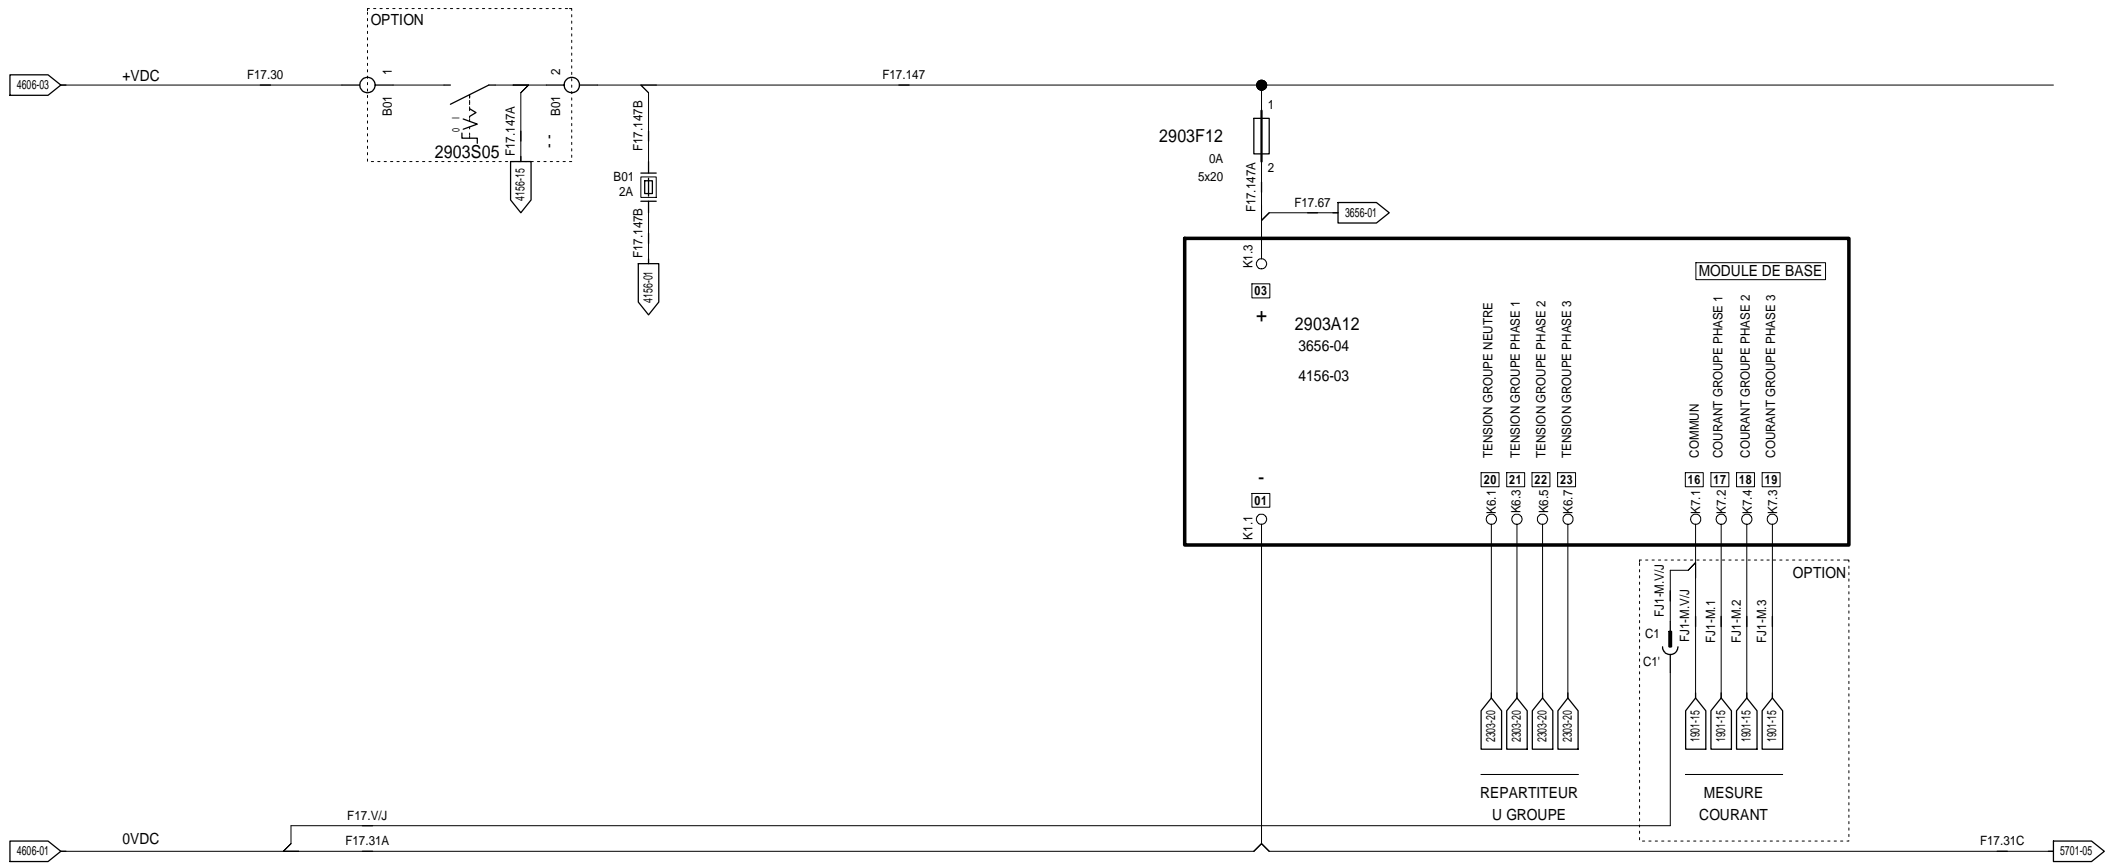 OPTION
4606-03
+VDC
F17.30
1
B01
0 1
2903S05
F17.147A
4156-15
2
B01
- -
F17.147B
B01
2A
F17.147B
4156-01
F17.147
1
2903F12
0A
5x20
2
F17.147A
F17.67
3656-01
K1.3
03
+
2903A12
3656-04
4156-03
MODULE DE BASE
TENSION GROUPE NEUTRE
TENSION GROUPE PHASE 1
TENSION GROUPE PHASE 2
TENSION GROUPE PHASE 3
COMMUN
COURANT GROUPE PHASE 1
COURANT GROUPE PHASE 2
COURANT GROUPE PHASE 3
-
01
K1.1
20 21 22 23
K6.1 K6.3 K6.5 K6.7
16 17 18 19
K7.1 K7.2 K7.4 K7.3
OPTION
FJ1-M.V/J
FJ1-M.V/J
FJ1-M.1
FJ1-M.2
FJ1-M.3
C1
C1'
2303-20 2303-20 2303-20 2303-20
1901-15 1901-15 1901-15 1901-15
REPARTITEUR
U GROUPE
MESURE
COURANT
F17.V/J
4606-01
0VDC
F17.31A
F17.31C
5701-05